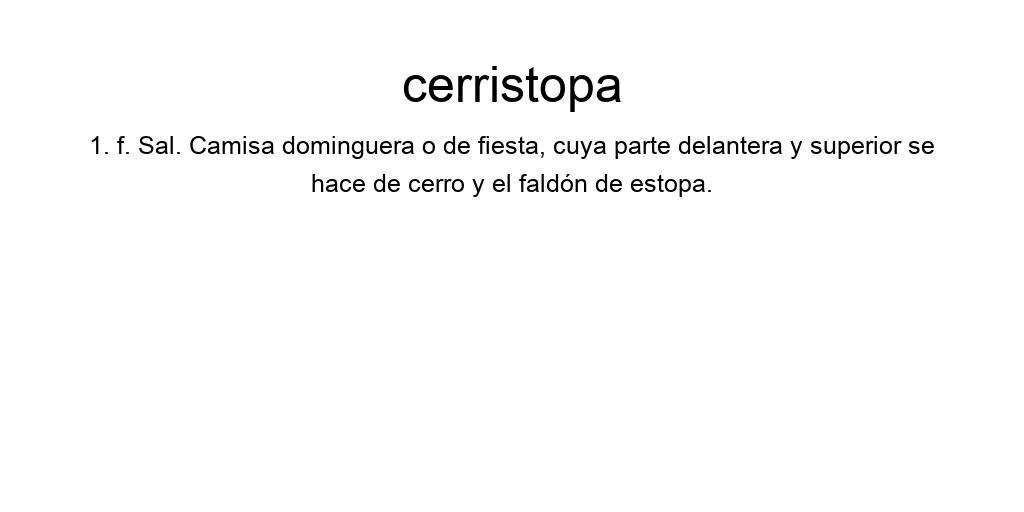 cerristopa
1. f. Sal. Camisa dominguera o de fiesta, cuya parte delantera y superior se
hace de cerro y el faldón de estopa.